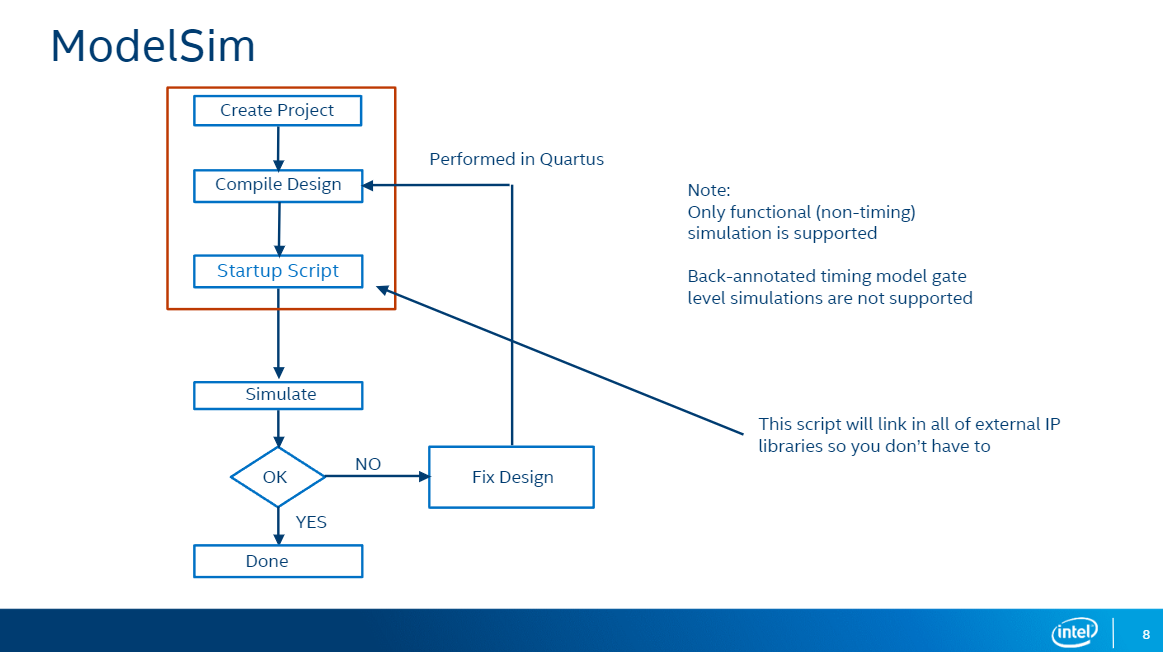 ModelSim
Create Project
Performed in Quartus
Compile Design
Note:
Only functional (non-timing)
simulation is supported
Startup Script
Back-annotated timing model gate
level simulations are not supported
Simulate
This script will link in all of external IP
libraries so you don’t have to
OK
NO
Fix Design
YES
Done
intel
8